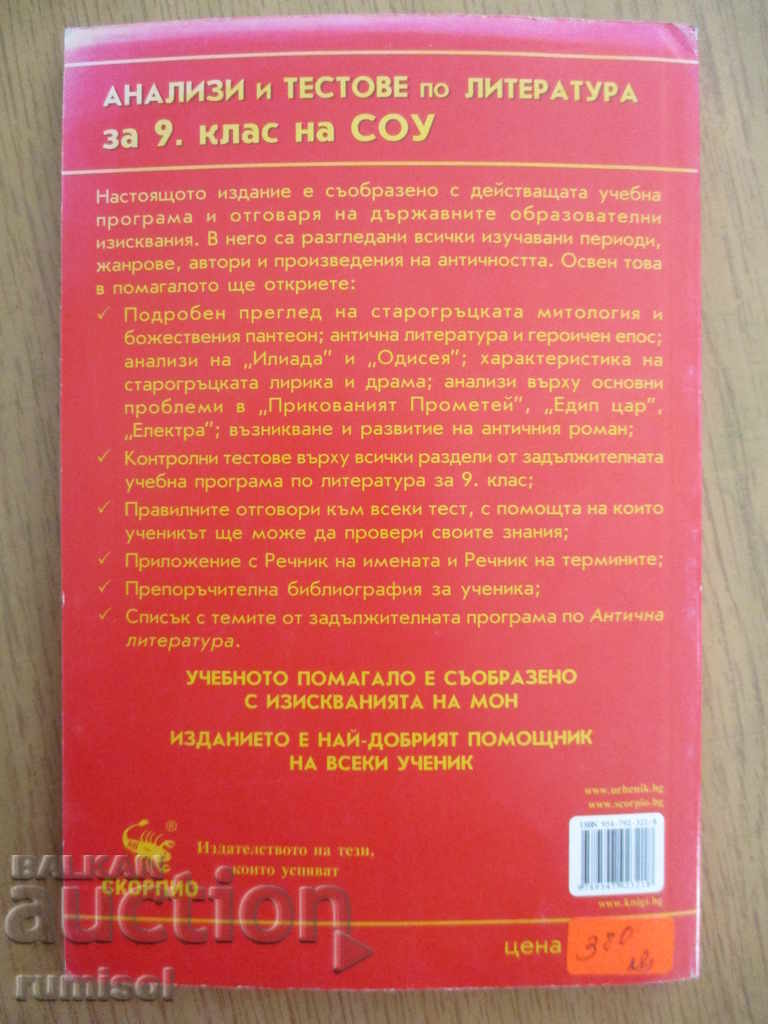 АНАЛИЗИ и ТЕСТОВЕ по ЛИТЕРАТУРА
за 9. клас на СОУ
Настоящото издание е съобразено с действащата учебна
програма и отговаря на държавните образователни
изисквания. В него са разгледани всички изучавани периоди,
жанрове, автори и произведения на античността. Освен това
в помагалото ще откриете:
✓ Подробен преглед на старогръцката митология и
божествения пантеон; антична литература и героичен епос;
анализи на „Илиада" и „Одисея"; характеристика на
старогръцката лирика и драма; анализи върху основни
проблеми в „Прикованият Прометей", „Едип цар",
„Електра"; възникване и развитие на античния роман;
✓ Контролни тестове върху всички раздели от задължителната
учебна програма по литература за 9. клас;
✓ Правилните отговори към всеки тест, с помощта на които
ученикът ще може да провери своите знания;
✓ Приложение с Речник на имената и Речник на термините;
✓ Препоръчителна библиография за ученика;
✓ Списък с темите от задължителната програма по Антична
литература.
УЧЕБНОТО ПОМАГАЛО Е СЪОБРАЗЕНО
С ИЗИСКВАНИЯТА НА МОН
ИЗДАНИЕТО Е НАЙ-ДОБРИЯТ ПОМОЩНИК
НА ВСЕКИ УЧЕНИК
www.uchenik.bg
www.scorpio.bg
ISBN 954-792-322-8
®
Издателството на тези,
които успяват
СКОРПИО
www.knigi.bg
цена
380
лв
BALKAN
auction
rumisol